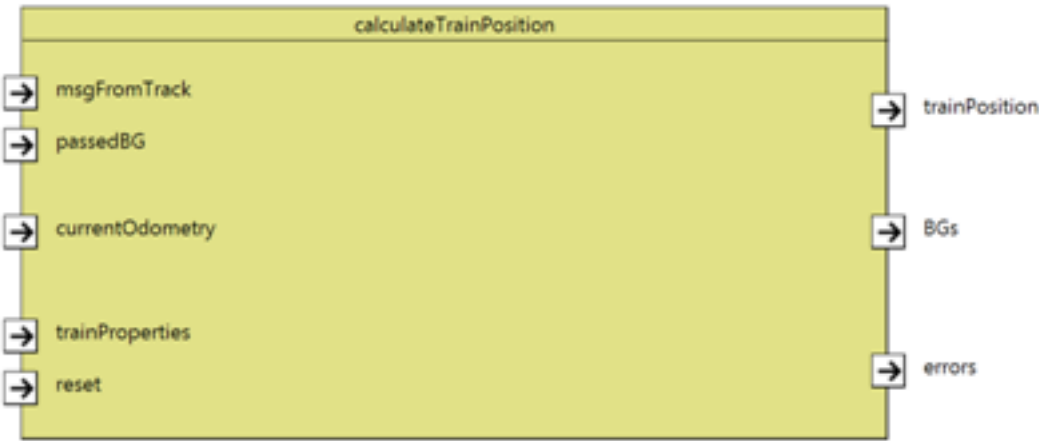 calculateTrainPosition
msgFromTrack
trainPosition
passedBG
currentOdometry
BGs
trainProperties
errors
reset